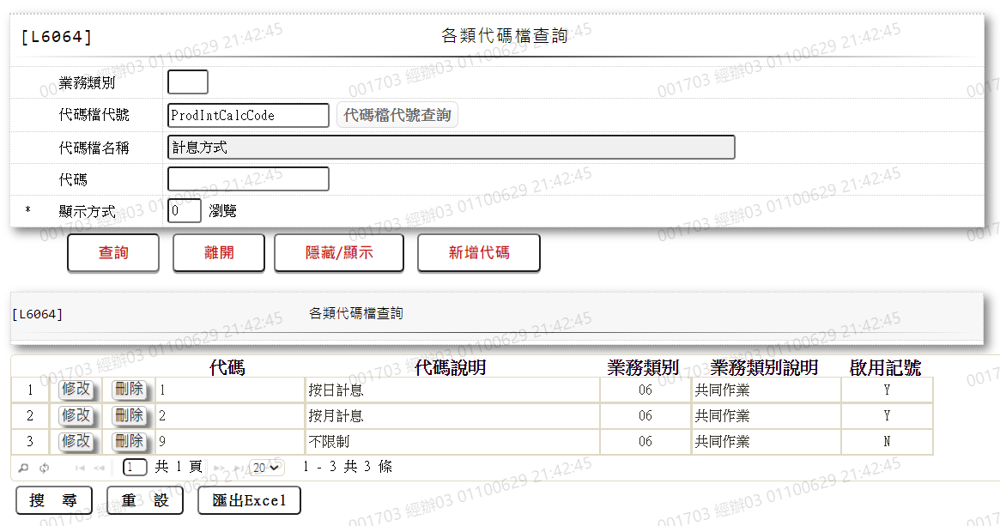 [L6064] 各類代碼檔查詢
業務類別
代碼檔代號 ProdIntCalcCode 代碼檔代號查詢
代碼檔名稱 計息方式
代碼
* 顯示方式 0 瀏覽
查詢 離開 隱藏/顯示 新增代碼
[L6064] 各類代碼檔查詢
代碼 代碼說明 業務類別 業務類別說明 啟用記號
1 修改 刪除 1 按日計息 06 共同作業 Y
2 修改 刪除 2 按月計息 06 共同作業 Y
3 修改 刪除 9 不限制 06 共同作業 N
1 共 1 頁 20 1 - 3 共 3 條
搜 尋 重 設 匯出Excel
001703 經辦03 01100629 21:42:45